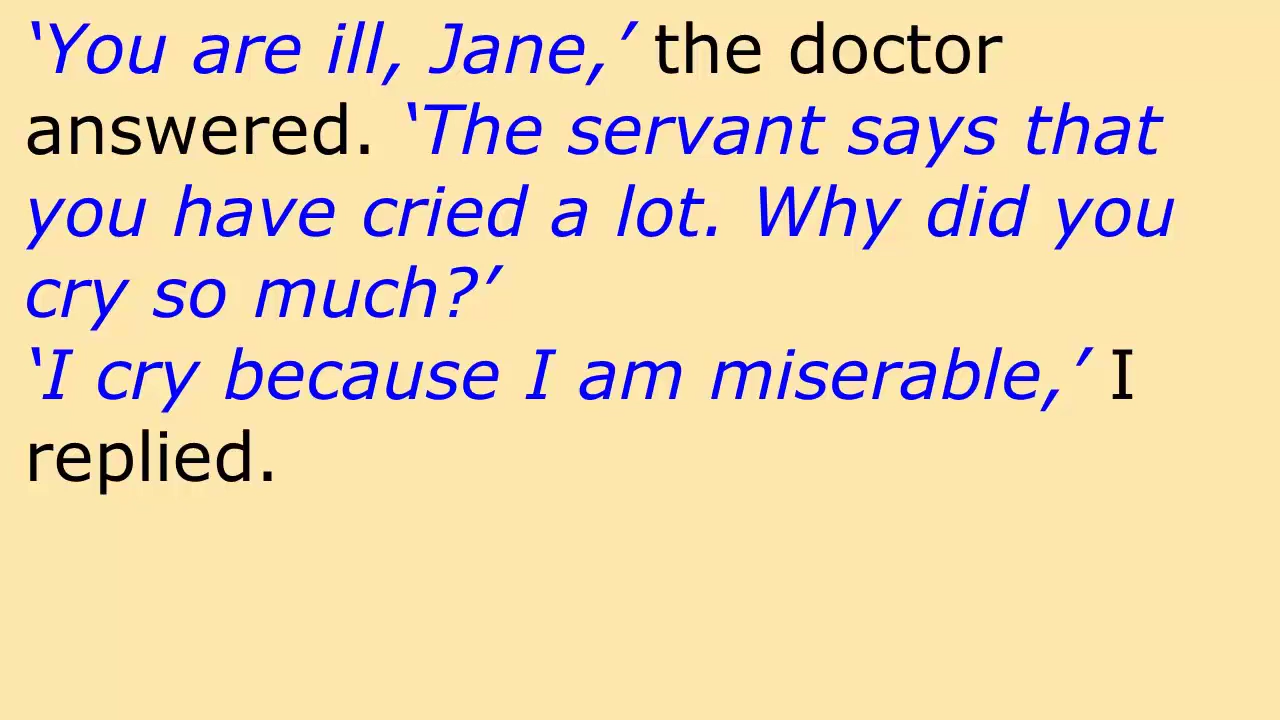 ‘You are ill, Jane,’ the doctor
answered. ‘The servant says that
you have cried a lot. Why did you
cry so much?’
‘I cry because I am miserable,’ I
replied.